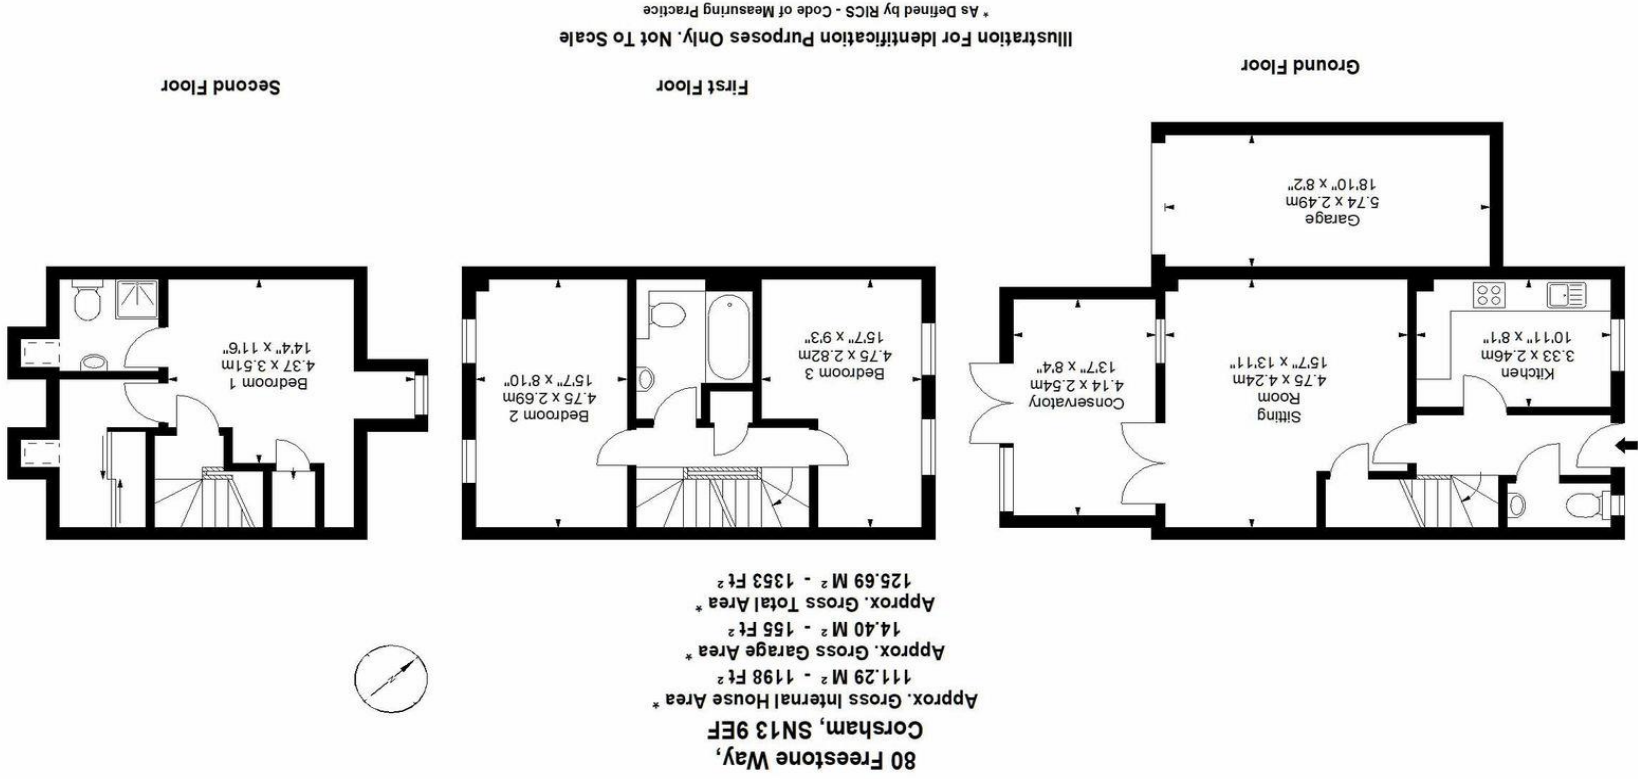 80 Freestone Way,
Corsham, SN13 9EF
Approx. Gross Internal House Area *
111.29 M² - 1198 Ft²
Approx. Gross Garage Area *
14.40 M² - 155 Ft²
Approx. Gross Total Area *
125.69 M² - 1353 Ft²
N
Kitchen
3.33 x 2.46m
10'11" x 8'1"
Sitting
Room
4.75 x 4.24m
15'7" x 13'11"
Conservatory
4.14 x 2.54m
13'7" x 8'4"
Garage
5.74 x 2.49m
18'10" x 8'2"
Ground Floor
Bedroom 3
4.75 x 2.82m
15'7" x 9'3"
Bedroom 2
4.75 x 2.69m
15'7" x 8'10"
First Floor
Bedroom 1
4.37 x 3.51m
14'4" x 11'6"
Second Floor
Illustration For Identification Purposes Only. Not To Scale
* As Defined by RICS - Code of Measuring Practice